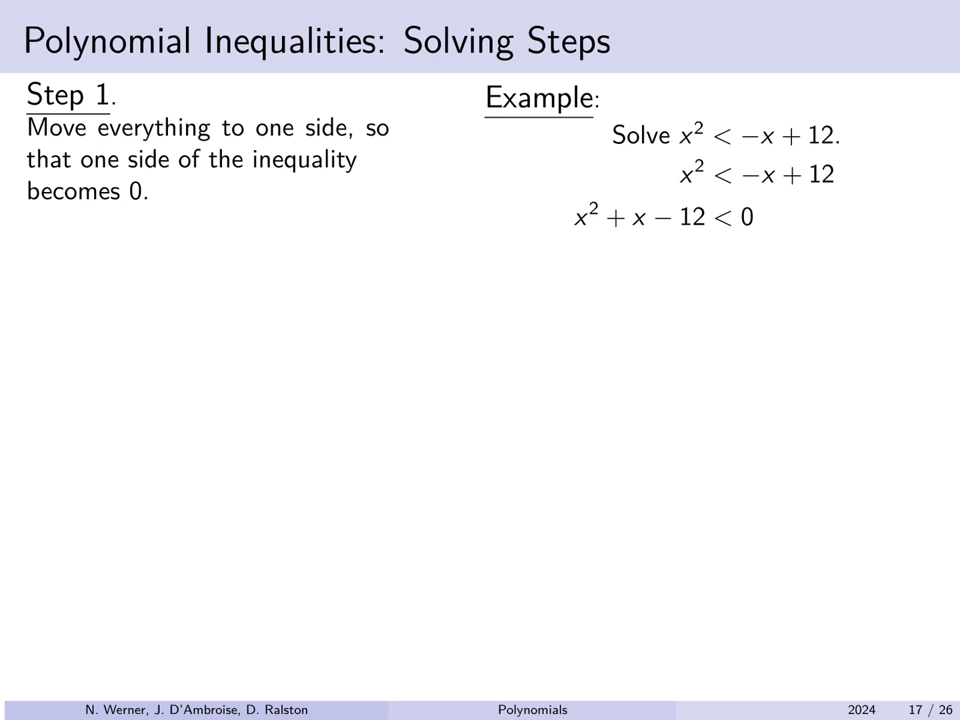 Polynomial Inequalities: Solving Steps
Step 1.
Move everything to one side, so
that one side of the inequality
becomes 0.
Example:
Solve x² < −x + 12.
x² < −x + 12
x² + x − 12 < 0
N. Werner, J. D'Ambroise, D. Ralston Polynomials 2024 17 / 26